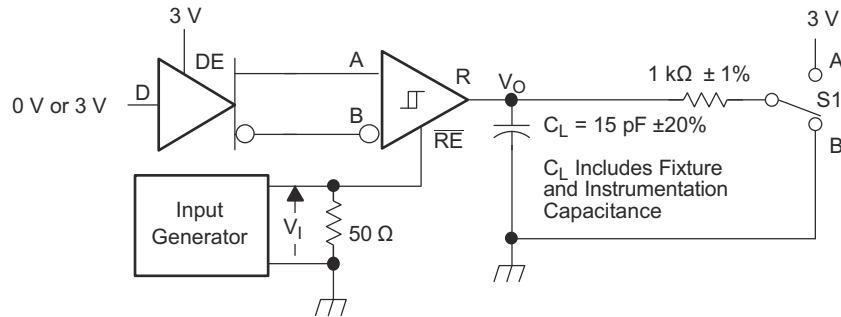 3 V
3 V
DE
A
R
V_O
1 kΩ ± 1%
A
0 V or 3 V
D
S1
B
C_L = 15 pF ±20%
B
R̅E̅
C_L Includes Fixture
and Instrumentation
Capacitance
Input
Generator
V_I
50 Ω